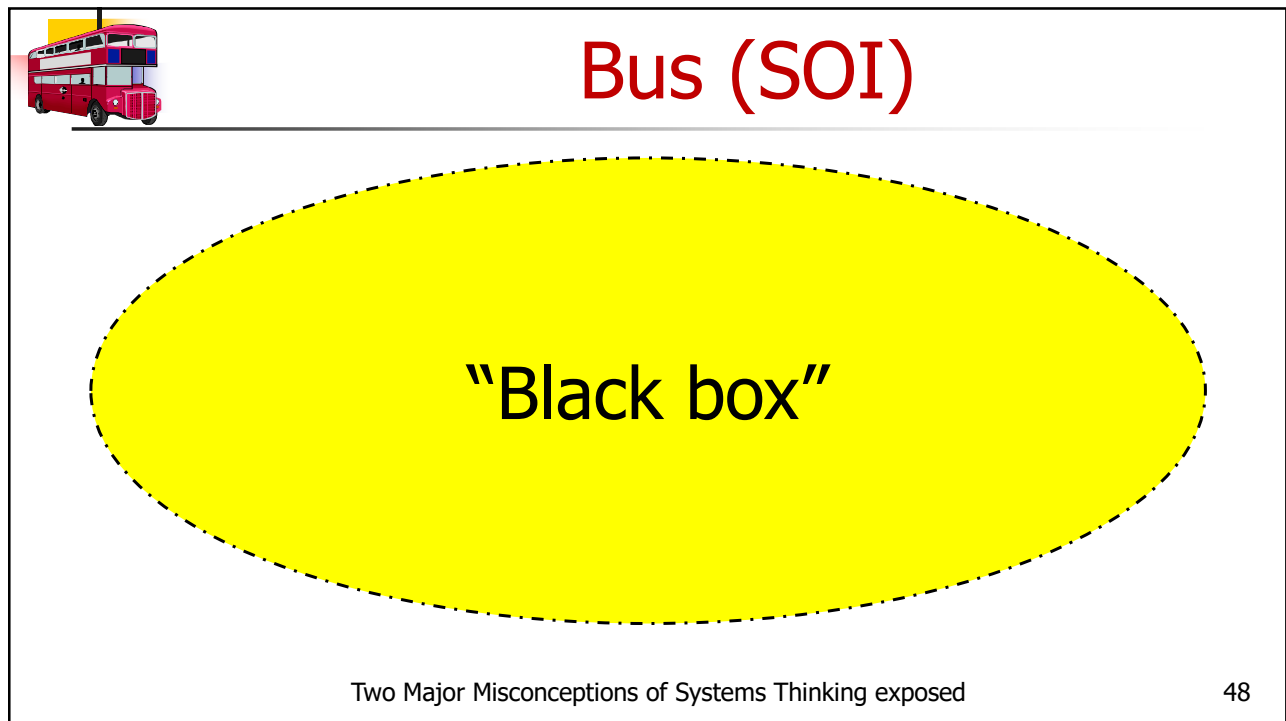 Bus (SOI)
“Black box”
Two Major Misconceptions of Systems Thinking exposed
48